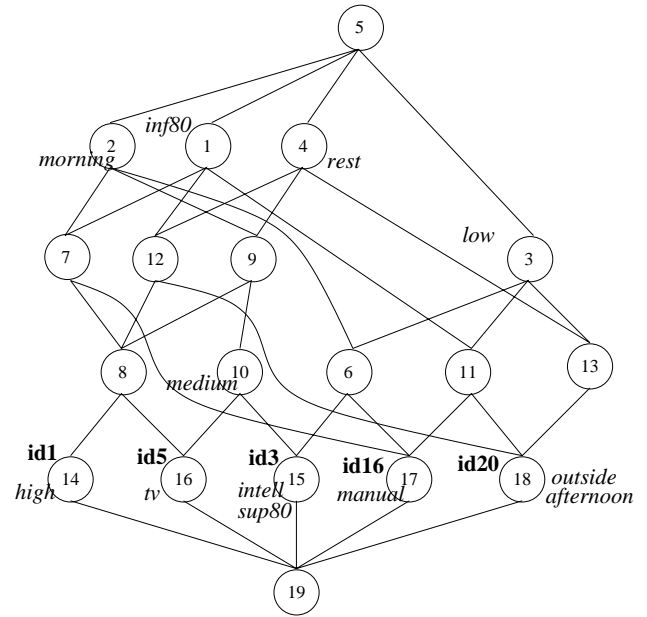 5
inf80
2 1 4
morning rest
low
7 12 9 3
8 10 6 11 13
medium
id1 id5 id3 id16 id20
14 16 15 17 18
high tv intell manual outside
sup80 afternoon
19